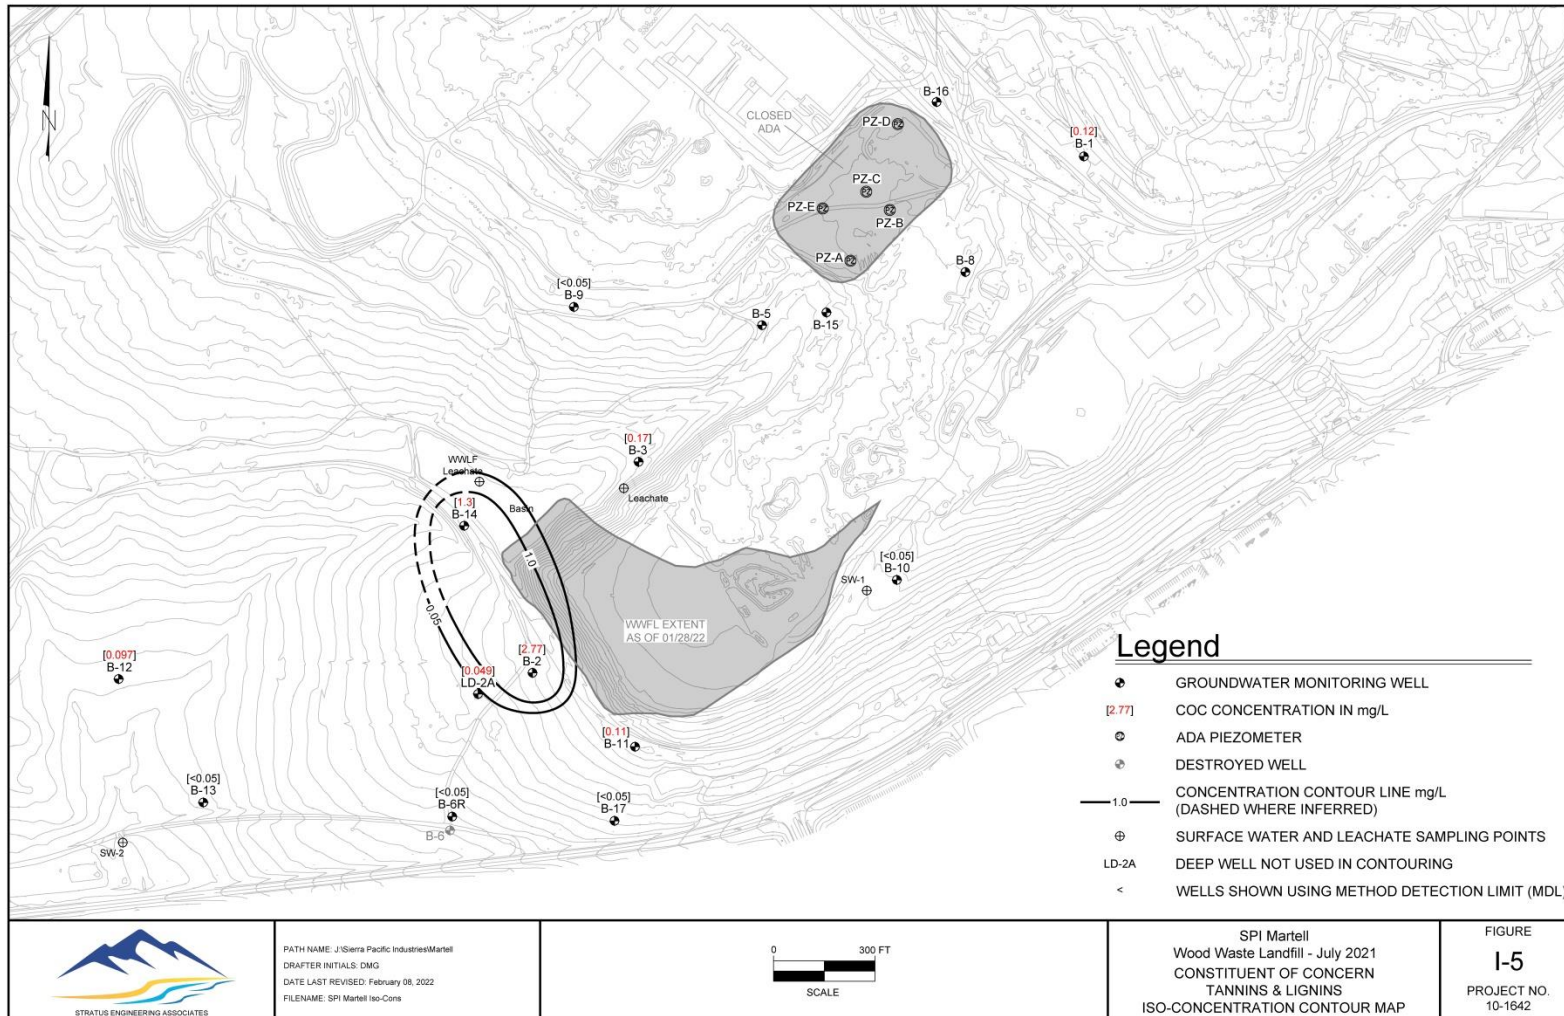 N
B-16
CLOSED
ADA
PZ-D
PZ
[0.12]
B-1
PZ-C
PZ
PZ-E
PZ
PZ
PZ-B
PZ-A
PZ
B-8
[<0.05]
B-9
B-5
B-15
[0.17]
B-3
WWLF
Leachate
Leachate
[1.3]
B-14
Basin
1.0
0.05
[<0.05]
B-10
SW-1
WWFL EXTENT
AS OF 01/28/22
[0.097]
B-12
[2.77]
B-2
[0.049]
LD-2A
[0.11]
B-11
[<0.05]
B-13
[<0.05]
B-6R
B-6
[<0.05]
B-17
SW-2
Legend
GROUNDWATER MONITORING WELL
[2.77] COC CONCENTRATION IN mg/L
PZ ADA PIEZOMETER
DESTROYED WELL
1.0 CONCENTRATION CONTOUR LINE mg/L
(DASHED WHERE INFERRED)
SURFACE WATER AND LEACHATE SAMPLING POINTS
LD-2A DEEP WELL NOT USED IN CONTOURING
< WELLS SHOWN USING METHOD DETECTION LIMIT (MDL)
STRATUS ENGINEERING ASSOCIATES
PATH NAME: J:\Sierra Pacific Industries\Martell
DRAFTER INITIALS: DMG
DATE LAST REVISED: February 08, 2022
FILENAME: SPI Martell Iso-Cons
0 300 FT
SCALE
SPI Martell
Wood Waste Landfill - July 2021
CONSTITUENT OF CONCERN
TANNINS & LIGNINS
ISO-CONCENTRATION CONTOUR MAP
FIGURE
I-5
PROJECT NO.
10-1642